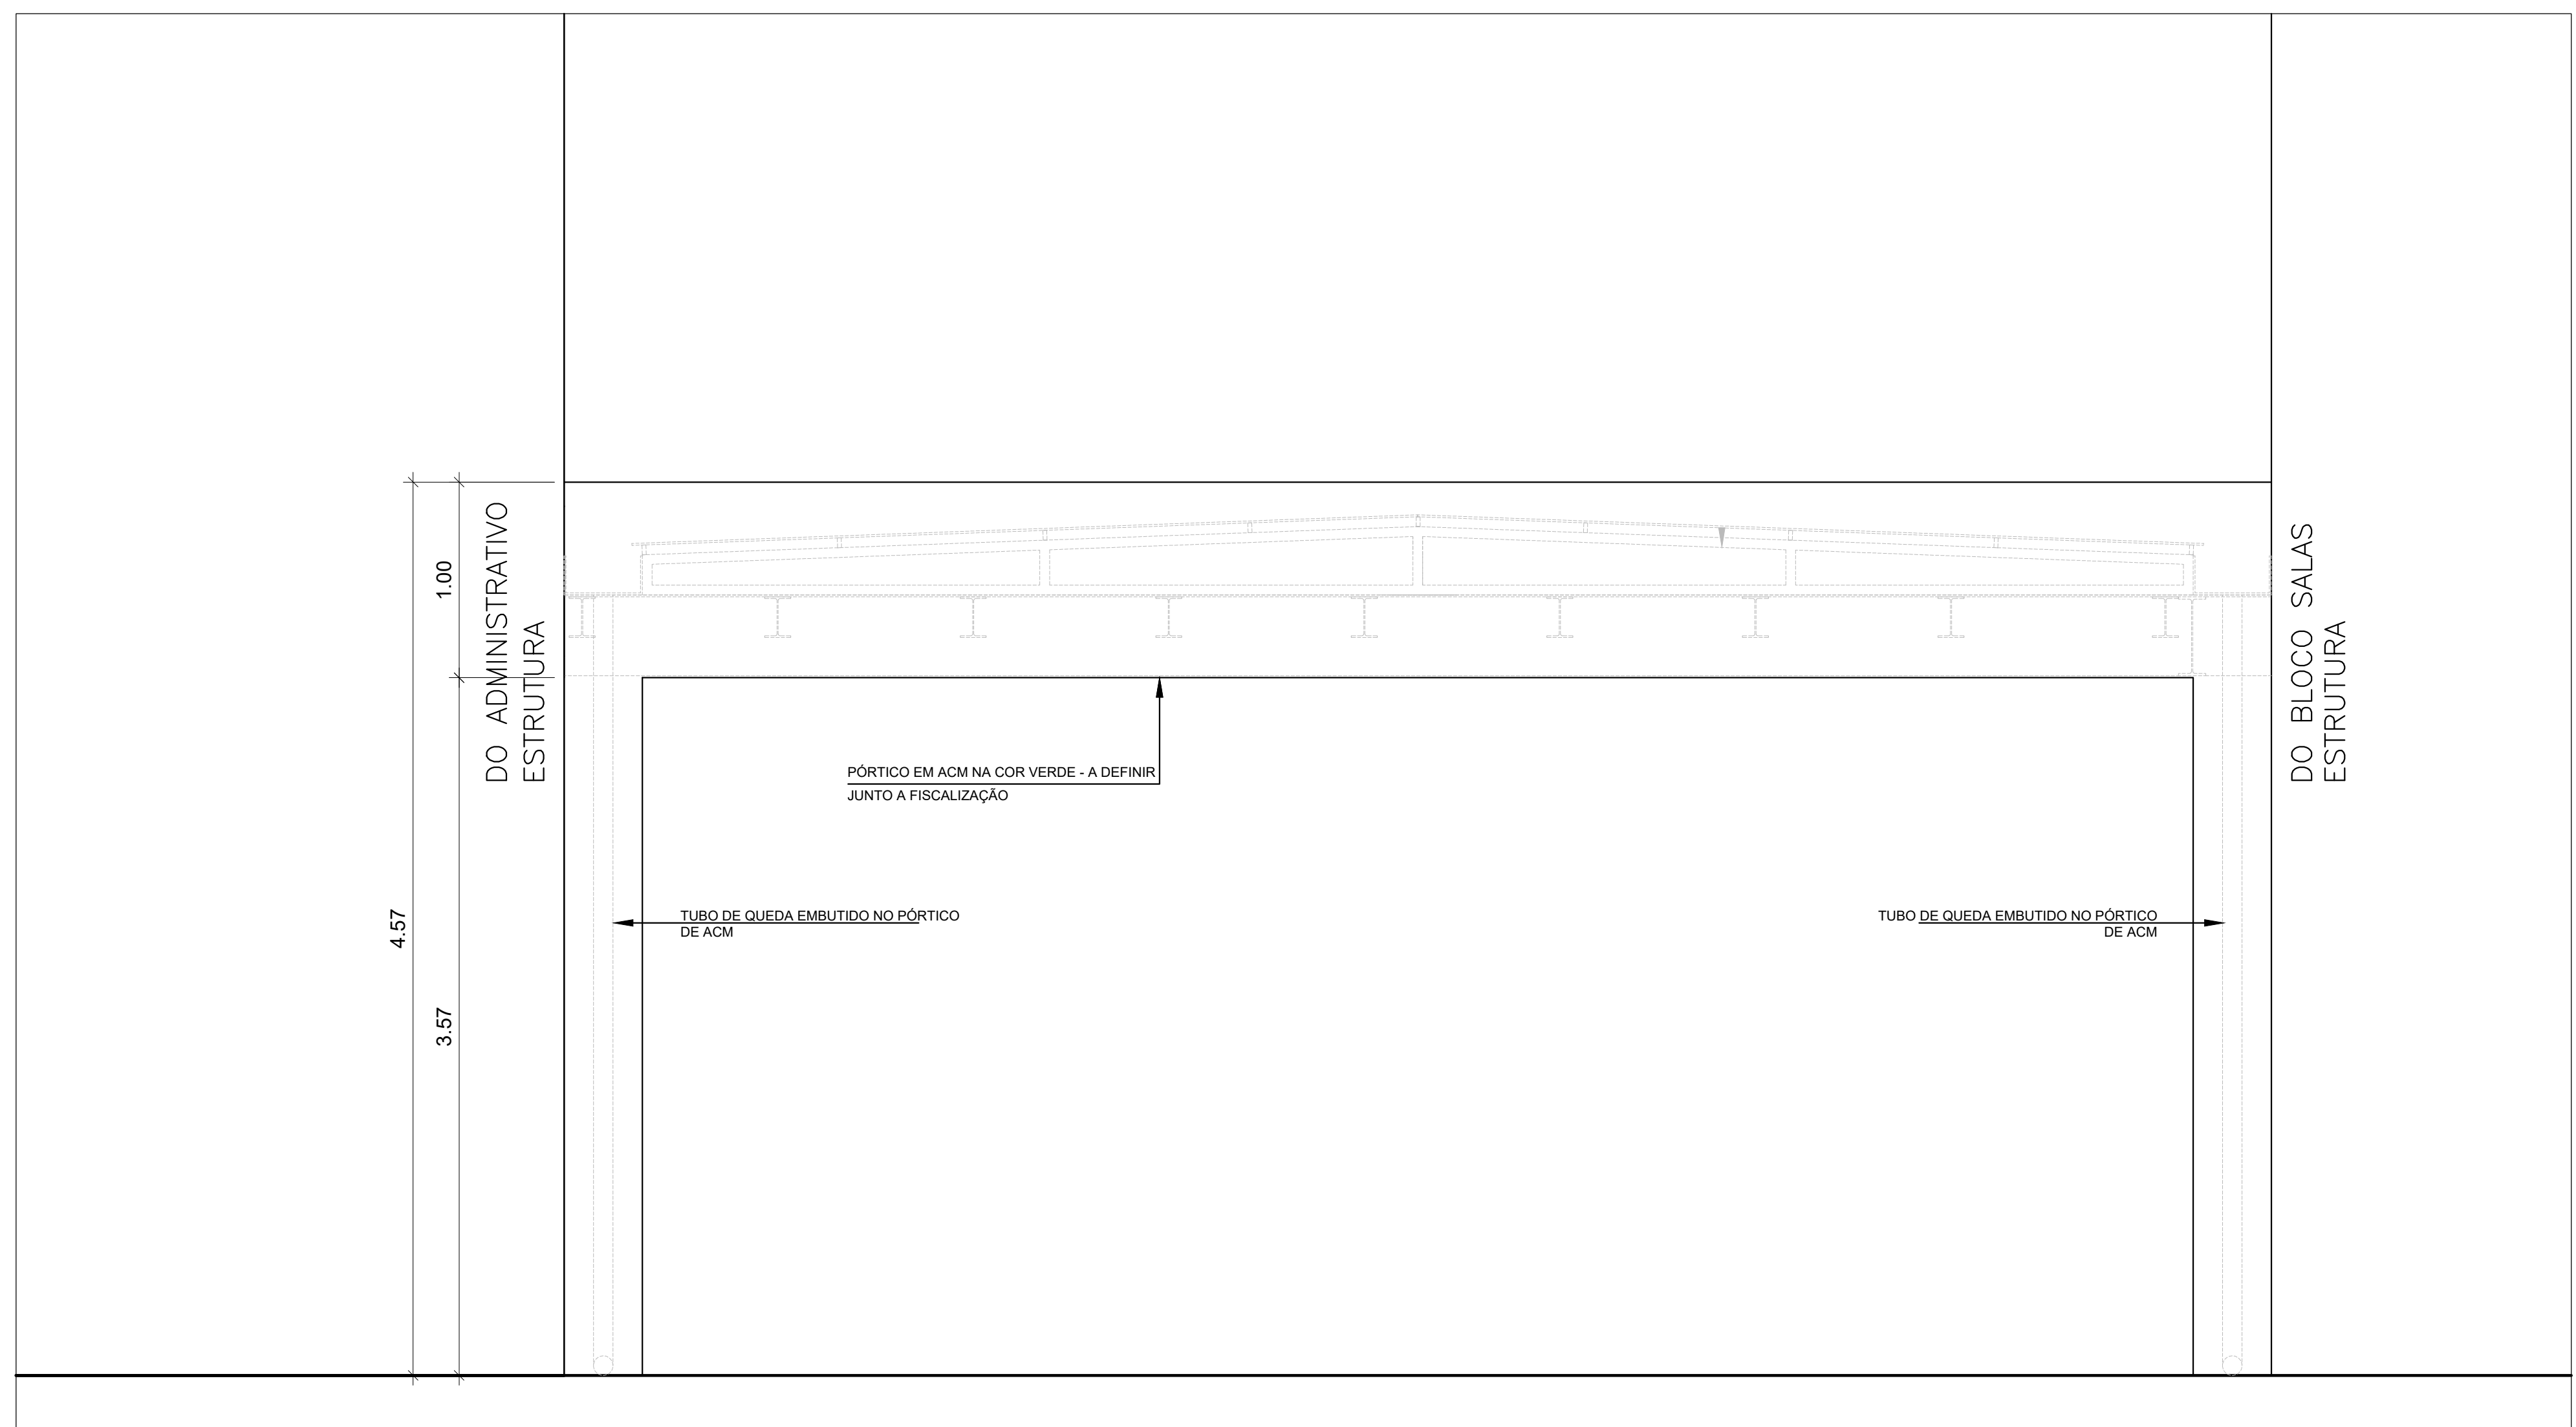 4.57
1.00
3.57
ESTRUTURA
DO ADMINISTRATIVO
PÓRTICO EM ACM NA COR VERDE - A DEFINIR
JUNTO A FISCALIZAÇÃO
TUBO DE QUEDA EMBUTIDO NO PÓRTICO
DE ACM
TUBO DE QUEDA EMBUTIDO NO PÓRTICO
DE ACM
ESTRUTURA
DO BLOCO SALAS